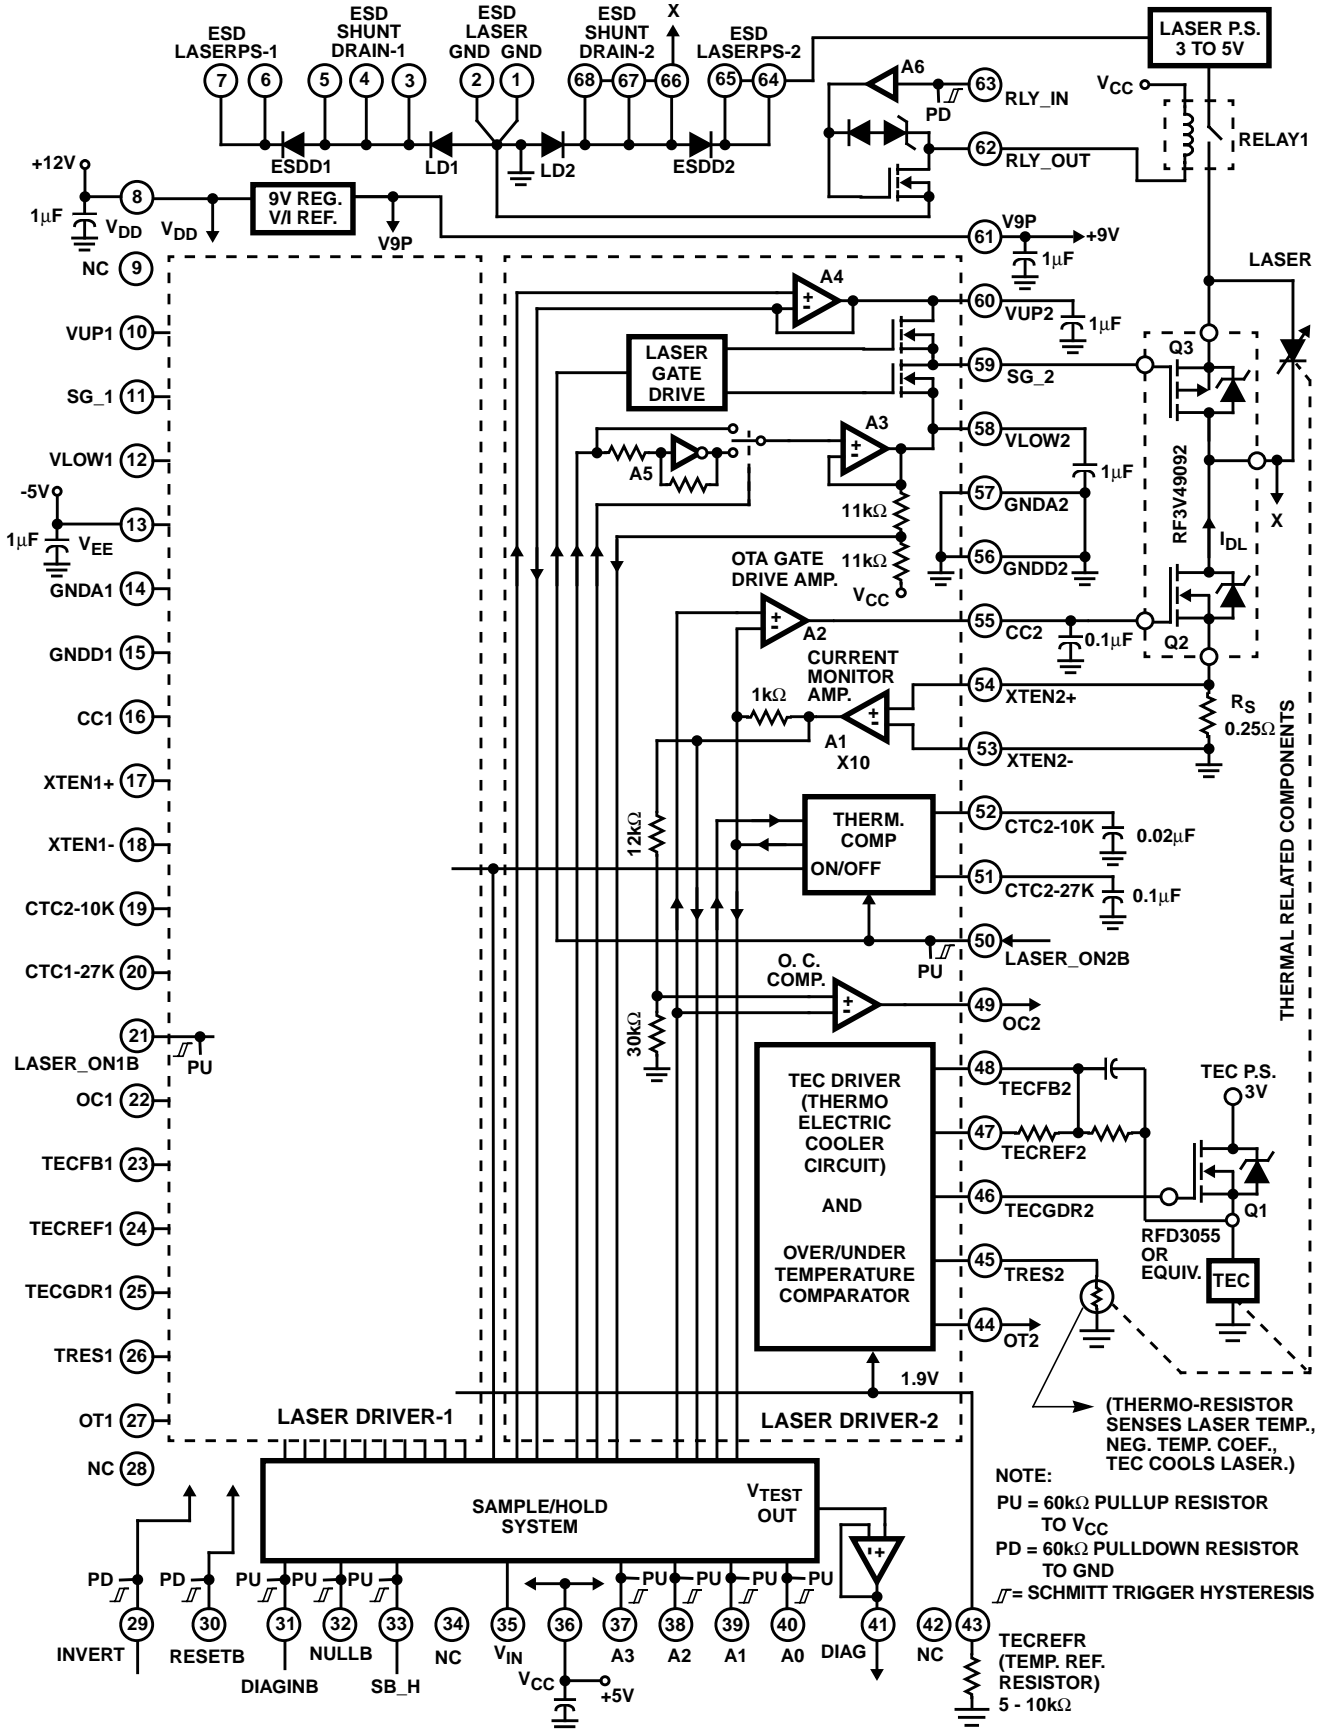 ESD
LASERPS-1
ESD
SHUNT
DRAIN-1
ESD
LASER
GND GND
ESD
SHUNT
DRAIN-2
X
ESD
LASERPS-2
LASER P.S.
3 TO 5V
7
6
5
4
3
2
1
68
67
66
65
64
A6
63
RLY_IN
PD
VCC
RELAY1
ESDD1
LD1
LD2
ESDD2
62
RLY_OUT
+12V
8
1µF
VDD
VDD
9V REG.
V/I REF.
V9P
61
V9P
+9V
1µF
NC 9
LASER
VUP1 10
SG_1 11
VLOW1 12
-5V
13
1µF
VEE
GNDA1 14
GNDD1 15
CC1 16
XTEN1+ 17
XTEN1- 18
CTC2-10K 19
CTC1-27K 20
21
LASER_ON1B
PU
OC1 22
TECFB1 23
TECREF1 24
TECGDR1 25
TRES1 26
OT1 27
NC 28
A4
+
-
60
VUP2
1µF
LASER
GATE
DRIVE
59
SG_2
Q3
A3
+
-
58
VLOW2
1µF
A5
11kΩ
57
GNDA2
RF3V49092
X
IDL
OTA GATE
DRIVE AMP.
11kΩ
VCC
56
GNDD2
+
-
A2
55
CC2
0.1µF
Q2
CURRENT
MONITOR
AMP.
1kΩ
+
-
A1
X10
54
XTEN2+
RS
0.25Ω
53
XTEN2-
THERMAL RELATED COMPONENTS
12kΩ
THERM.
COMP
ON/OFF
52
CTC2-10K
0.02µF
51
CTC2-27K
0.1µF
50
LASER_ON2B
PU
O. C.
COMP.
+
-
49
OC2
30kΩ
TEC DRIVER
(THERMO
ELECTRIC
COOLER
CIRCUIT)
AND
OVER/UNDER
TEMPERATURE
COMPARATOR
48
TECFB2
TEC P.S.
3V
47
TECREF2
46
TECGDR2
Q1
RFD3055
OR
EQUIV.
TEC
45
TRES2
44
OT2
1.9V
LASER DRIVER-1
LASER DRIVER-2
(THERMO-RESISTOR
SENSES LASER TEMP.,
NEG. TEMP. COEF.,
TEC COOLS LASER.)
SAMPLE/HOLD
SYSTEM
VTEST
OUT
NOTE:
PU = 60kΩ PULLUP RESISTOR
TO VCC
PD = 60kΩ PULLDOWN RESISTOR
TO GND
= SCHMITT TRIGGER HYSTERESIS
- +
PD
PD
PU
PU
PU
PU
PU
PU
PU
29
INVERT
30
RESETB
31
DIAGINB
32
NULLB
33
SB_H
34
NC
35
VIN
36
VCC
+5V
37
A3
38
A2
39
A1
40
A0
41
DIAG
42
NC
43
TECREFR
(TEMP. REF.
RESISTOR)
5 - 10kΩ